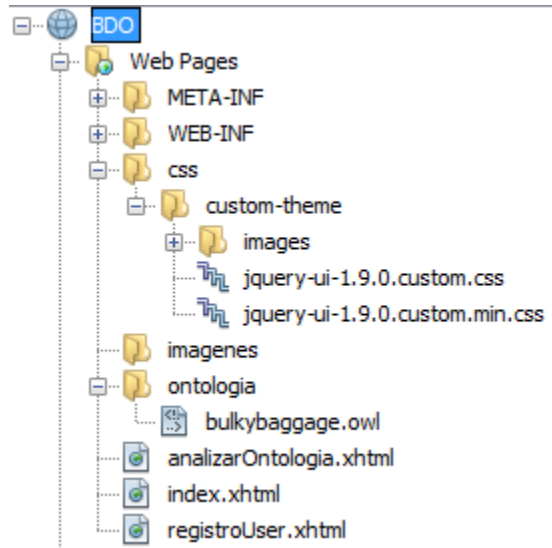 BDO
Web Pages
META-INF
WEB-INF
css
custom-theme
images
jquery-ui-1.9.0.custom.css
jquery-ui-1.9.0.custom.min.css
imagenes
ontologia
bulkybaggage.owl
analizarOntologia.xhtml
index.xhtml
registroUser.xhtml